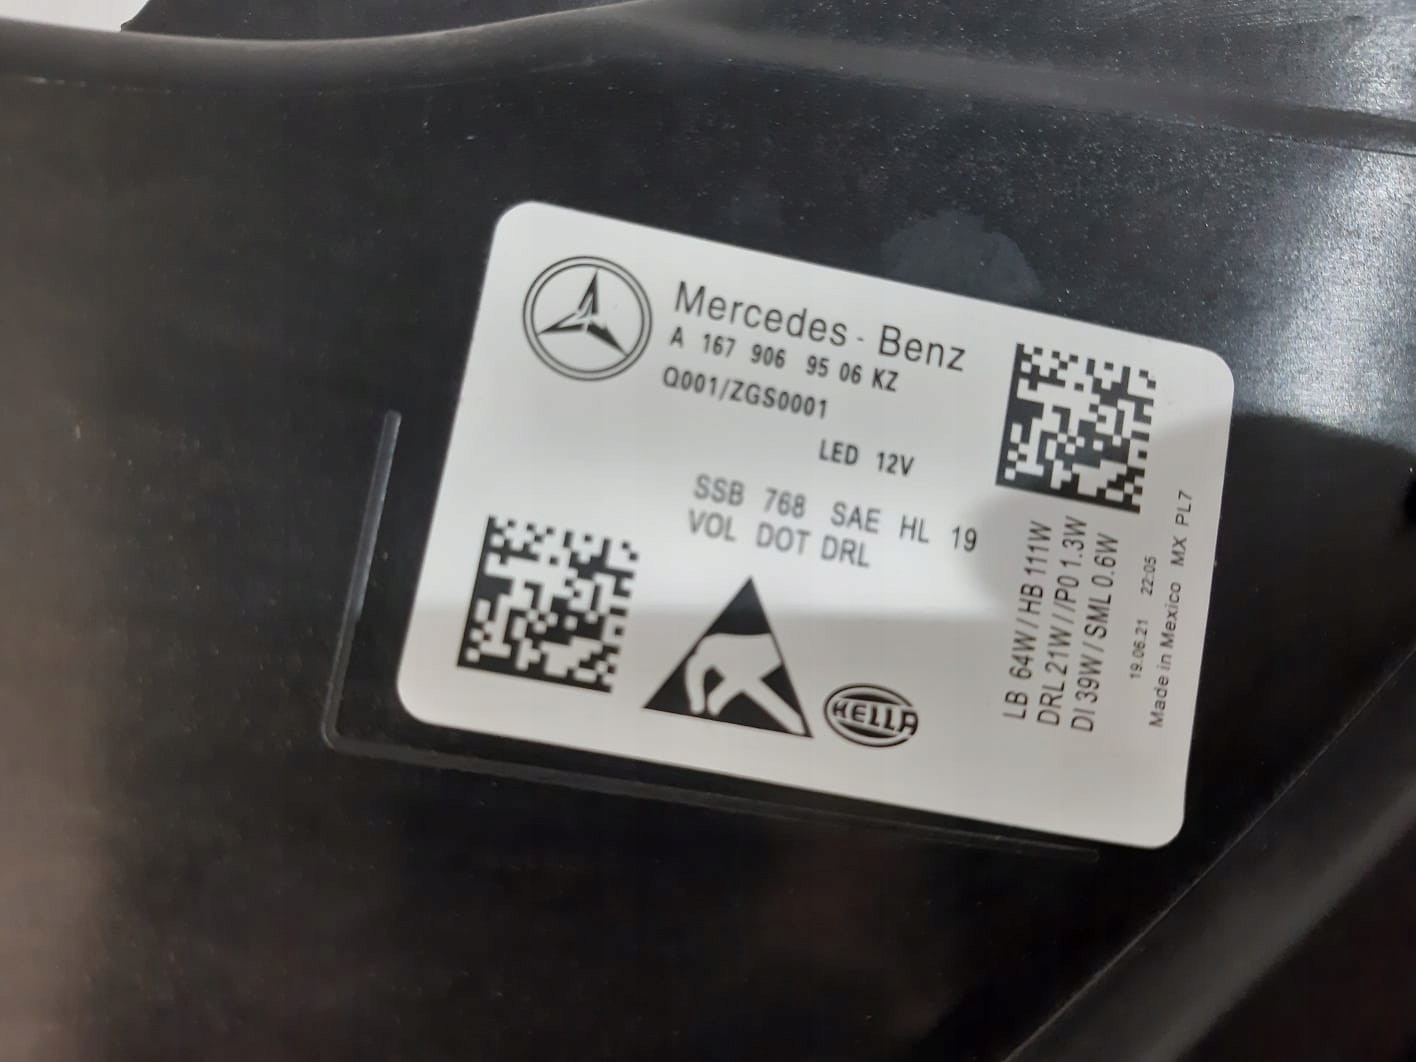 Mercedes-Benz
A 167 906 95 06 KZ
Q001/ZGS0001
LED 12V
SSB 768 SAE HL 19
VOL DOT DRL
HELLA
LB 64W/HB 111W
DRL 21W//PO 1.3W
DI 39W/SML 0.6W
19.06.21 22:05
Made in Mexico MX PL7